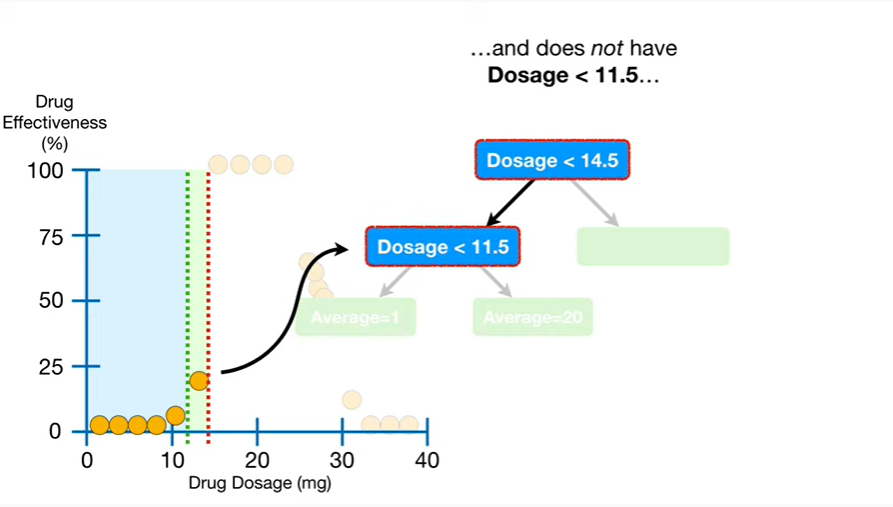 …and does not have
Dosage < 11.5…
Drug
Effectiveness
(%)
100
75
50
25
0
0 10 20 30 40
Drug Dosage (mg)
Dosage < 14.5
Dosage < 11.5
Average=1
Average=20